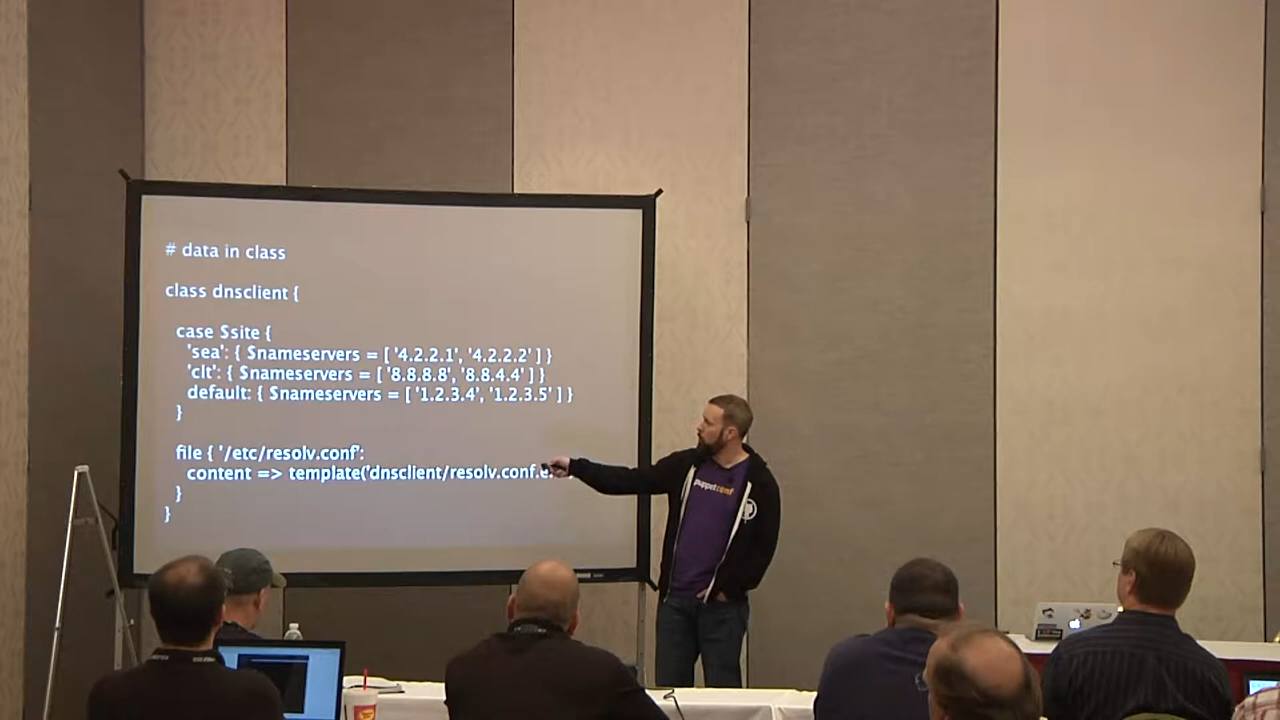 # data in class
class dnsclient {
case $site {
'sea': { $nameservers = [ '4.2.2.1', '4.2.2.2' ] }
'clt': { $nameservers = [ '8.8.8.8', '8.8.4.4' ] }
default: { $nameservers = [ '1.2.3.4', '1.2.3.5' ] }
}
file { '/etc/resolv.conf':
content => template('dnsclient/resolv.conf.e
}
}
puppetconf